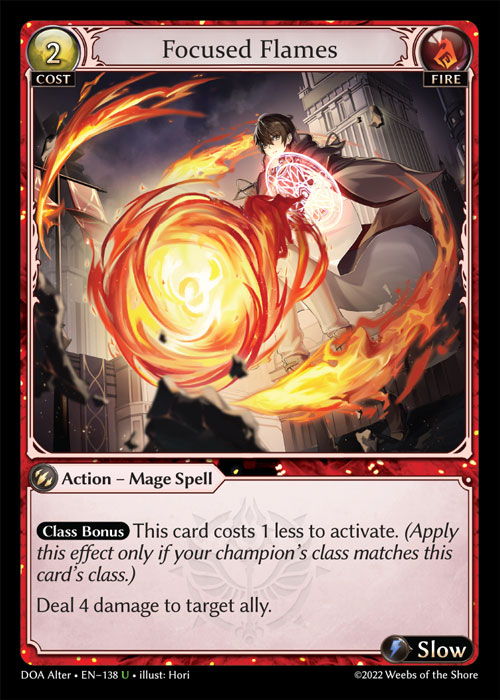 2
COST
Focused Flames
FIRE
Action – Mage Spell
Class Bonus This card costs 1 less to activate. (Apply
this effect only if your champion's class matches this
card's class.)
Deal 4 damage to target ally.
Slow
DOA Alter • EN–138 U • illust: Hori
©2022 Weebs of the Shore